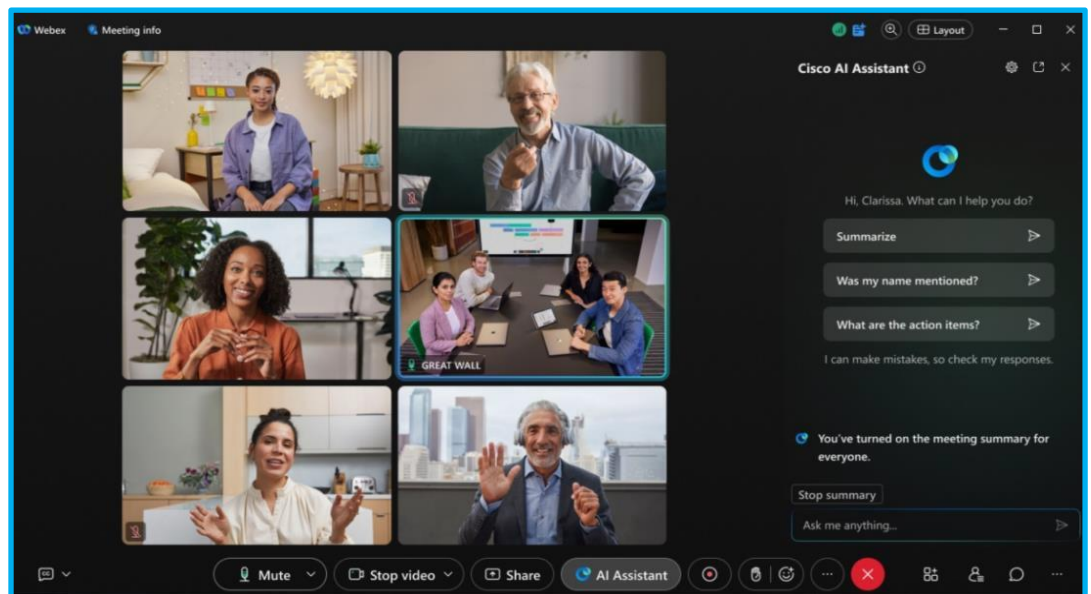 Webex
Meeting info
Layout
Cisco AI Assistant
Hi, Clarissa. What can I help you do?
Summarize
Was my name mentioned?
What are the action items?
I can make mistakes, so check my responses.
GREAT WALL
You've turned on the meeting summary for
everyone.
Stop summary
Ask me anything...
CC
Mute
Stop video
Share
AI Assistant